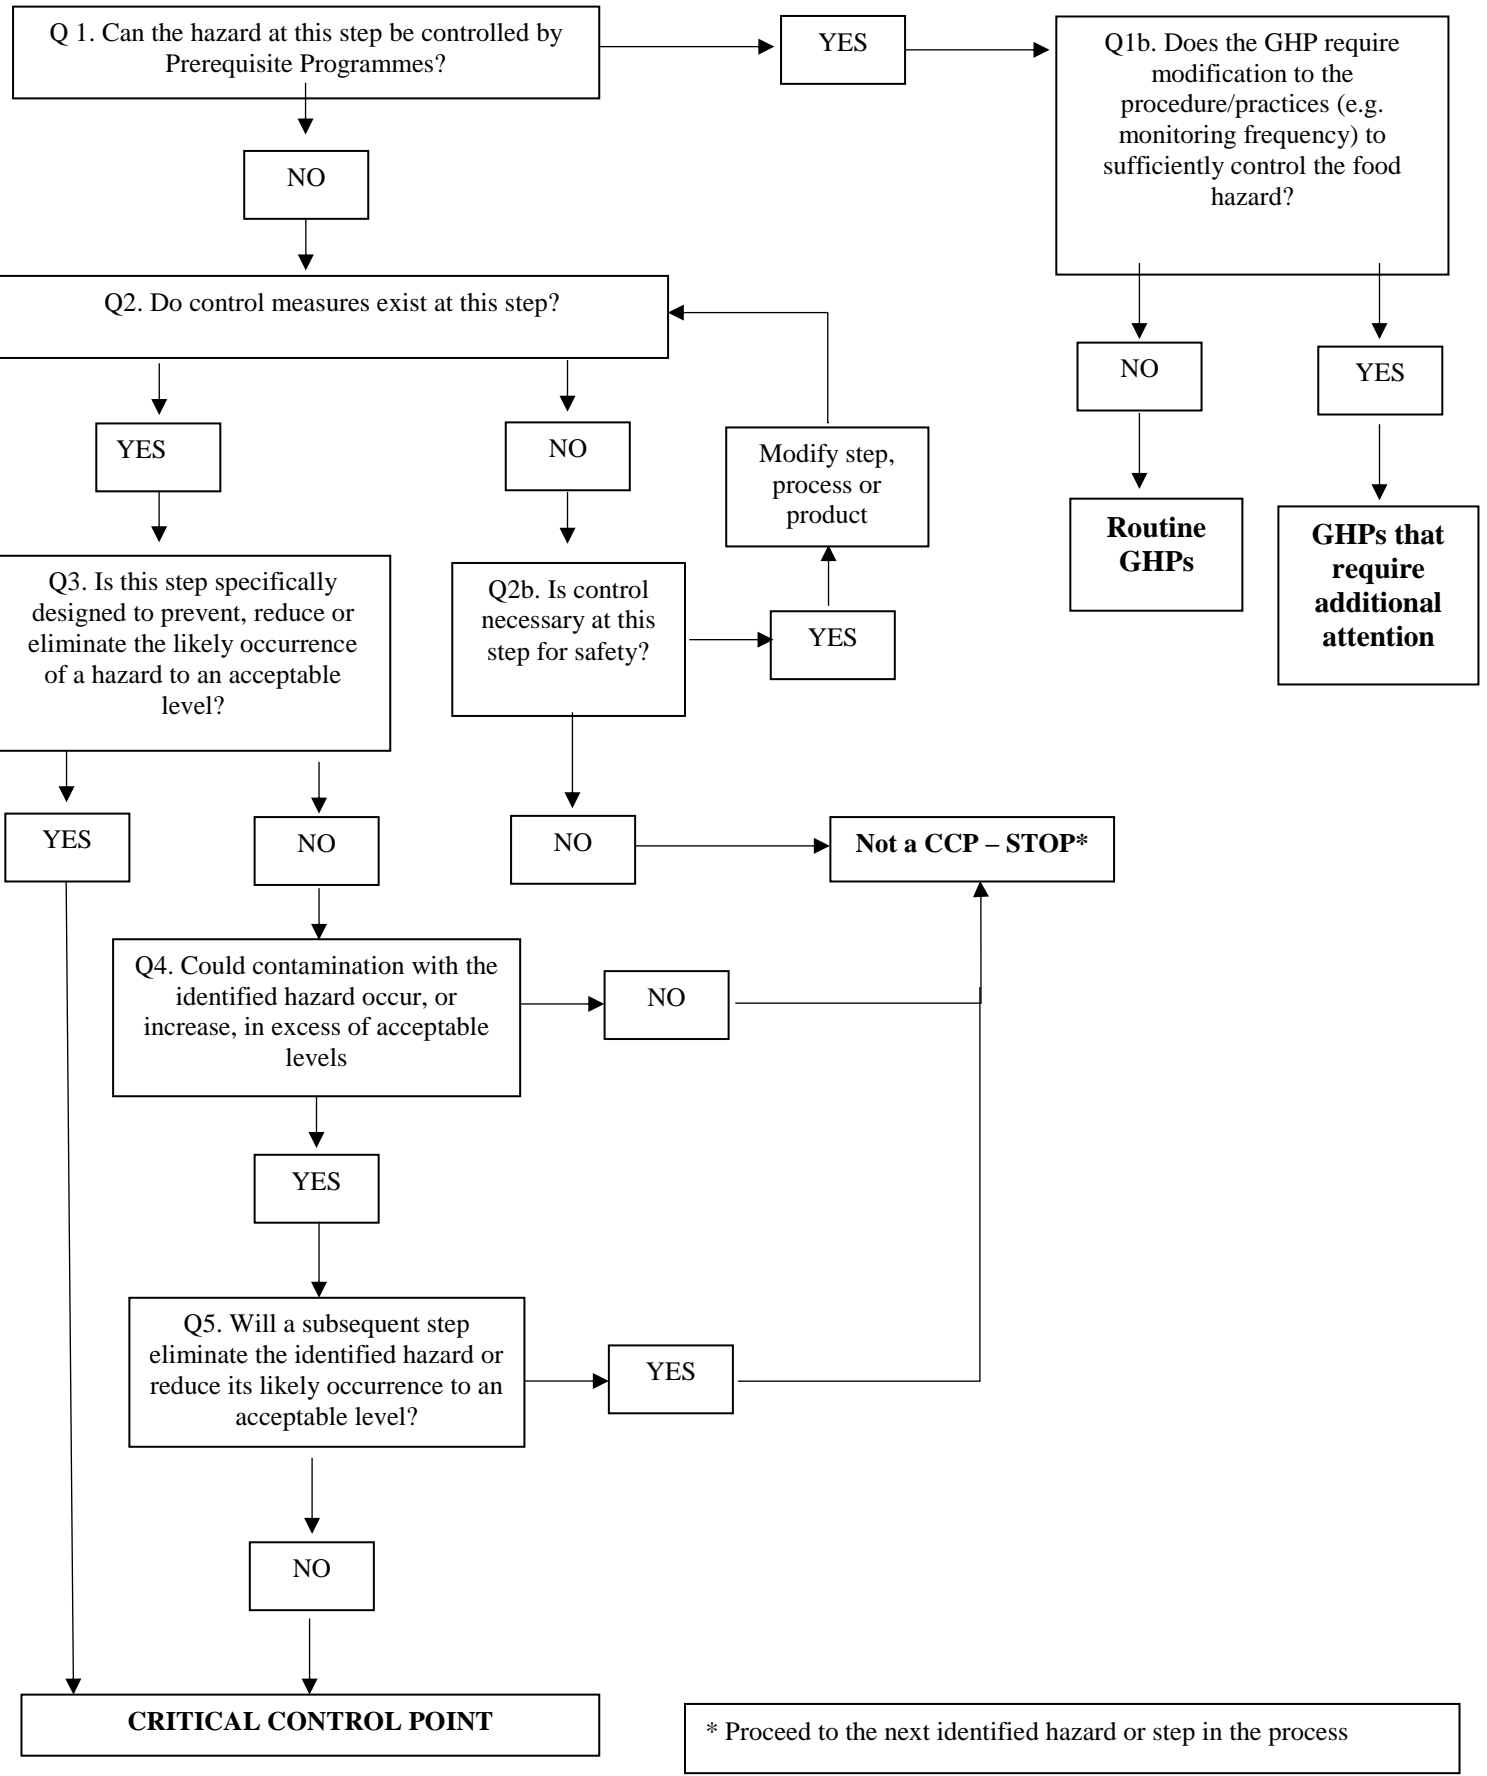 Q 1. Can the hazard at this step be controlled by
Prerequisite Programmes?
YES
Q1b. Does the GHP require
modification to the
procedure/practices (e.g.
monitoring frequency) to
sufficiently control the food
hazard?
NO
Q2. Do control measures exist at this step?
NO
YES
YES
NO
Modify step,
process or
product
Routine
GHPs
GHPs that
require
additional
attention
Q3. Is this step specifically
designed to prevent, reduce or
eliminate the likely occurrence
of a hazard to an acceptable
level?
Q2b. Is control
necessary at this
step for safety?
YES
YES
NO
NO
Not a CCP – STOP*
Q4. Could contamination with the
identified hazard occur, or
increase, in excess of acceptable
levels
NO
YES
Q5. Will a subsequent step
eliminate the identified hazard or
reduce its likely occurrence to an
acceptable level?
YES
NO
CRITICAL CONTROL POINT
* Proceed to the next identified hazard or step in the process